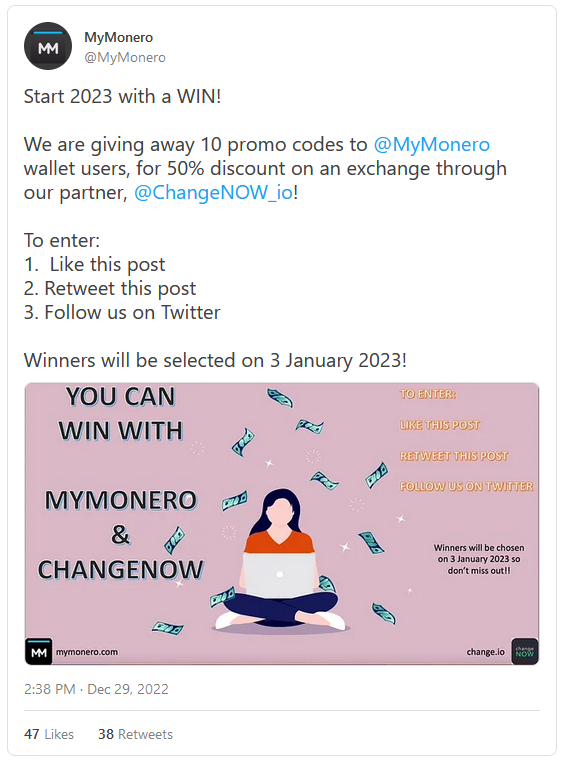 MM
MyMonero
@MyMonero
Start 2023 with a WIN!
We are giving away 10 promo codes to @MyMonero
wallet users, for 50% discount on an exchange through
our partner, @ChangeNOW_io!
To enter:
1.  Like this post
2. Retweet this post
3. Follow us on Twitter
Winners will be selected on 3 January 2023!
YOU CAN
WIN WITH
MYMONERO
&
CHANGENOW
TO ENTER:
LIKE THIS POST
RETWEET THIS POST
FOLLOW US ON TWITTER
Winners will be chosen
on 3 January 2023 so
don't miss out!!
MM
mymonero.com
change.io
change
NOW
2:38 PM · Dec 29, 2022
47 Likes 38 Retweets